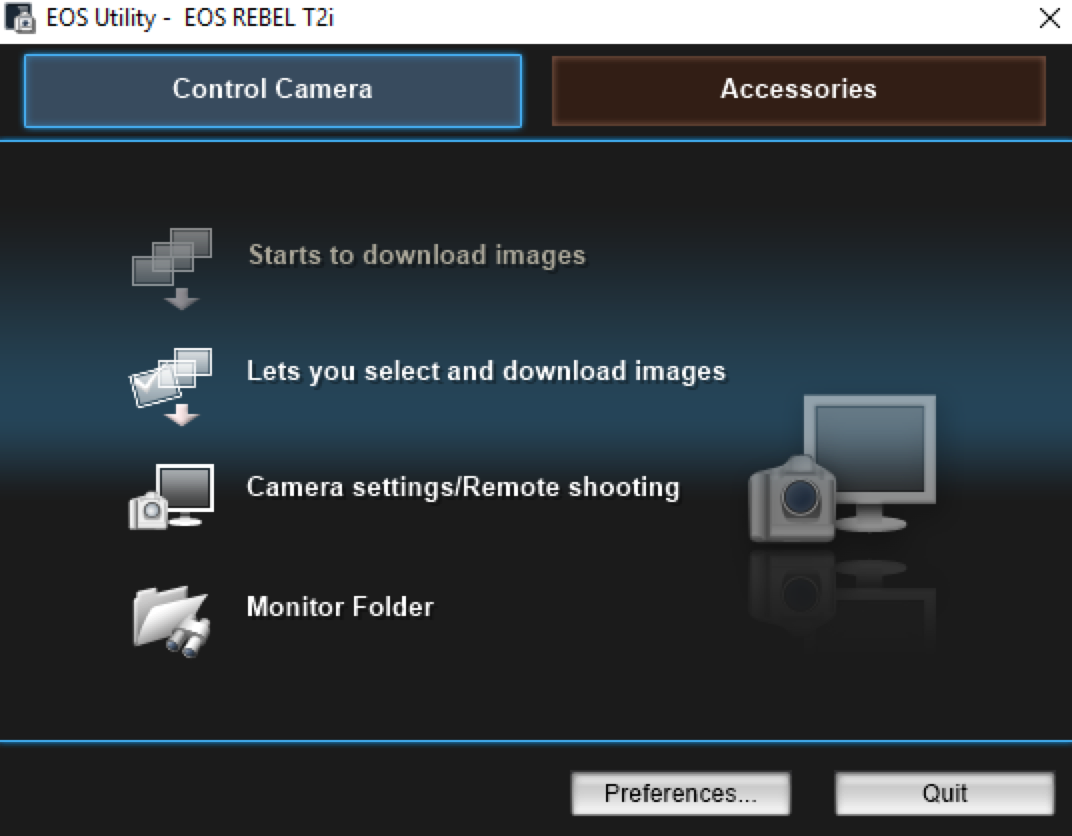 EOS Utility - EOS REBEL T2i
Control Camera
Accessories
Starts to download images
Lets you select and download images
Camera settings/Remote shooting
Monitor Folder
Preferences...
Quit